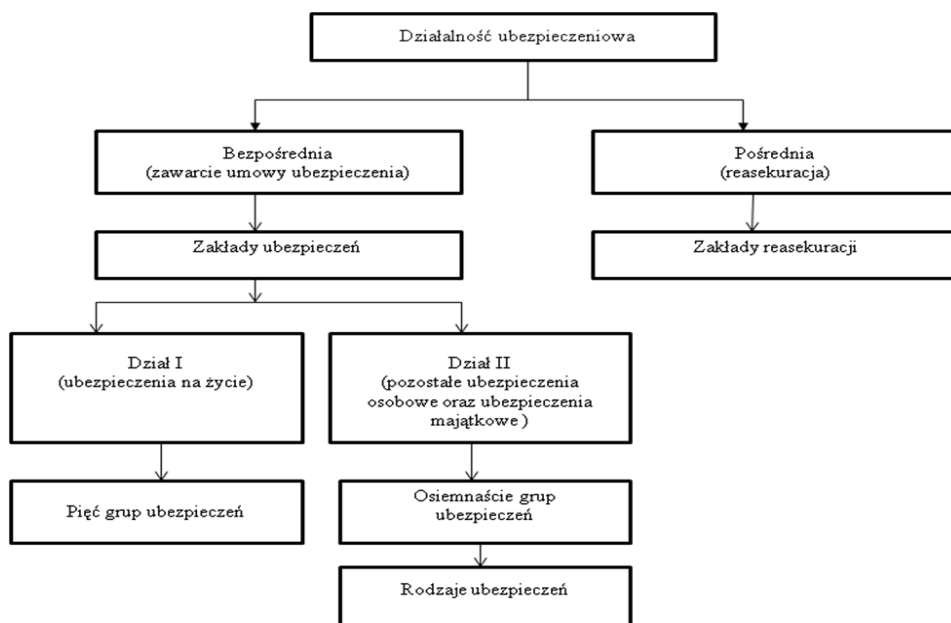 Działalność ubezpieczeniowa
Bezpośrednia
(zawarcie umowy ubezpieczenia)
Pośrednia
(reasekuracja)
Zakłady ubezpieczeń
Zakłady reasekuracji
Dział I
(ubezpieczenia na życie)
Dział II
(pozostałe ubezpieczenia
osobowe oraz ubezpieczenia
majątkowe )
Pięć grup ubezpieczeń
Osiemnaście grup
ubezpieczeń
Rodzaje ubezpieczeń